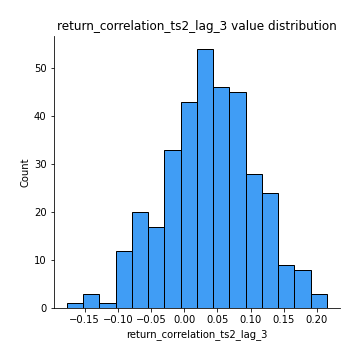 return_correlation_ts2_lag_3 value distribution
50
40
30
20
10
0
Count
-0.15 -0.10 -0.05 0.00 0.05 0.10 0.15 0.20
return_correlation_ts2_lag_3